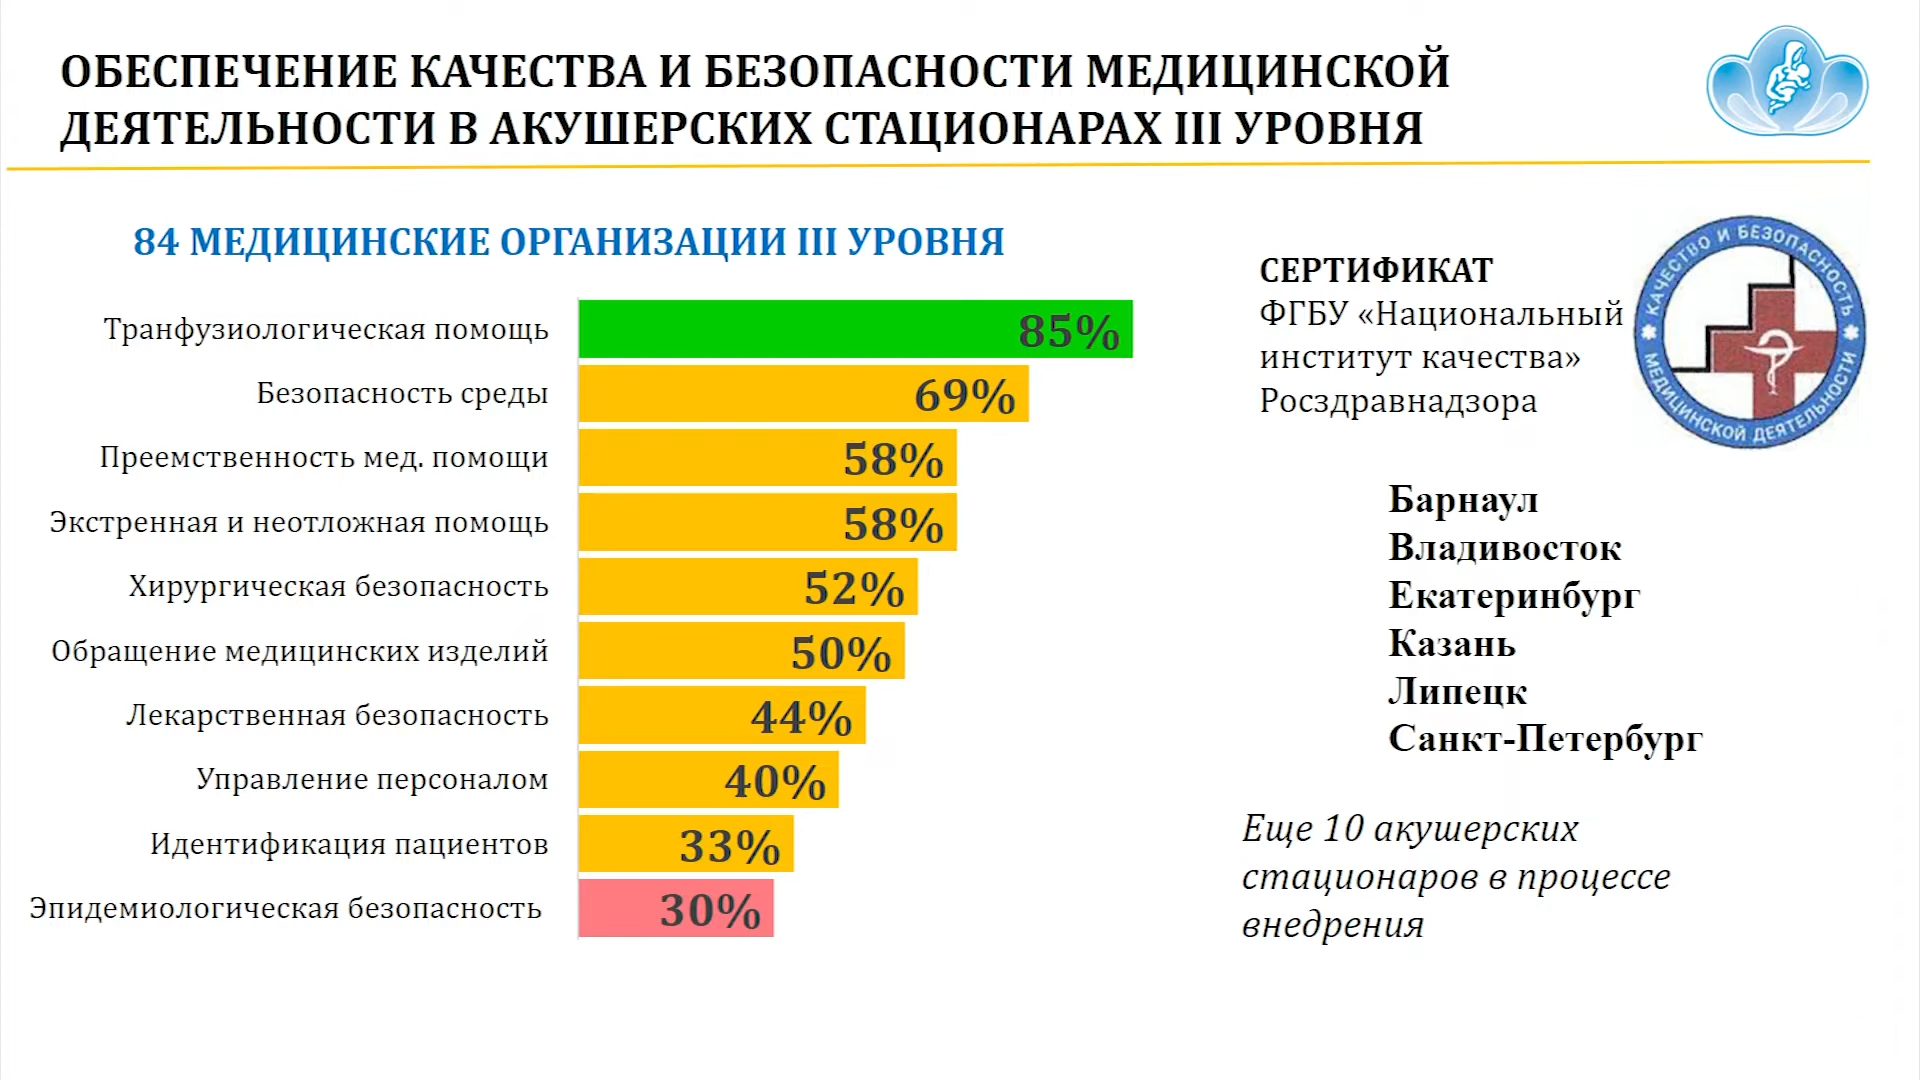 ОБЕСПЕЧЕНИЕ КАЧЕСТВА И БЕЗОПАСНОСТИ МЕДИЦИНСКОЙ
ДЕЯТЕЛЬНОСТИ В АКУШЕРСКИХ СТАЦИОНАРАХ III УРОВНЯ
84 МЕДИЦИНСКИЕ ОРГАНИЗАЦИИ III УРОВНЯ
Транфузиологическая помощь 85%
Безопасность среды 69%
Преемственность мед. помощи 58%
Экстренная и неотложная помощь 58%
Хирургическая безопасность 52%
Обращение медицинских изделий 50%
Лекарственная безопасность 44%
Управление персоналом 40%
Идентификация пациентов 33%
Эпидемиологическая безопасность 30%
СЕРТИФИКАТ
ФГБУ «Национальный
институт качества»
Росздравнадзора
КАЧЕСТВО И БЕЗОПАСНОСТЬ
МЕДИЦИНСКОЙ ДЕЯТЕЛЬНОСТИ
Барнаул
Владивосток
Екатеринбург
Казань
Липецк
Санкт-Петербург
Еще 10 акушерских
стационаров в процессе
внедрения